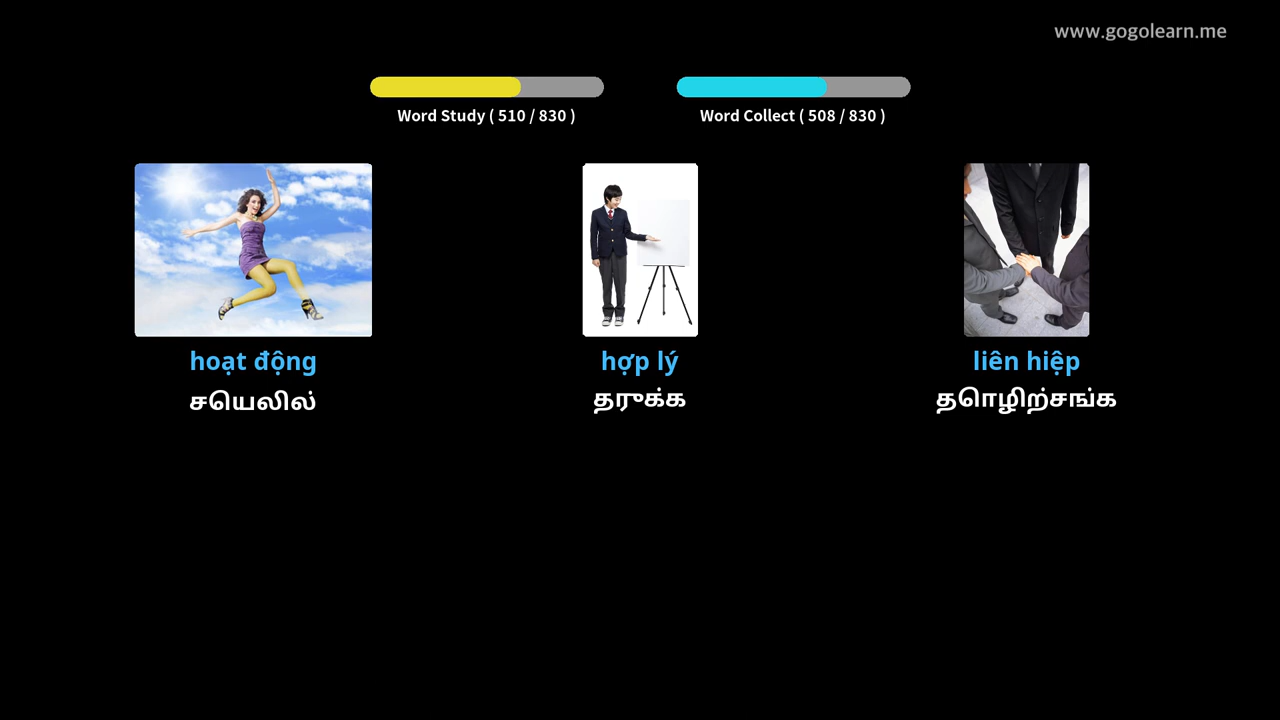 www.gogolearn.me
Word Study ( 510 / 830 )
Word Collect ( 508 / 830 )
hoạt động
hợp lý
liên hiệp
சயெலில்
தருக்க
தொழிற்சங்க